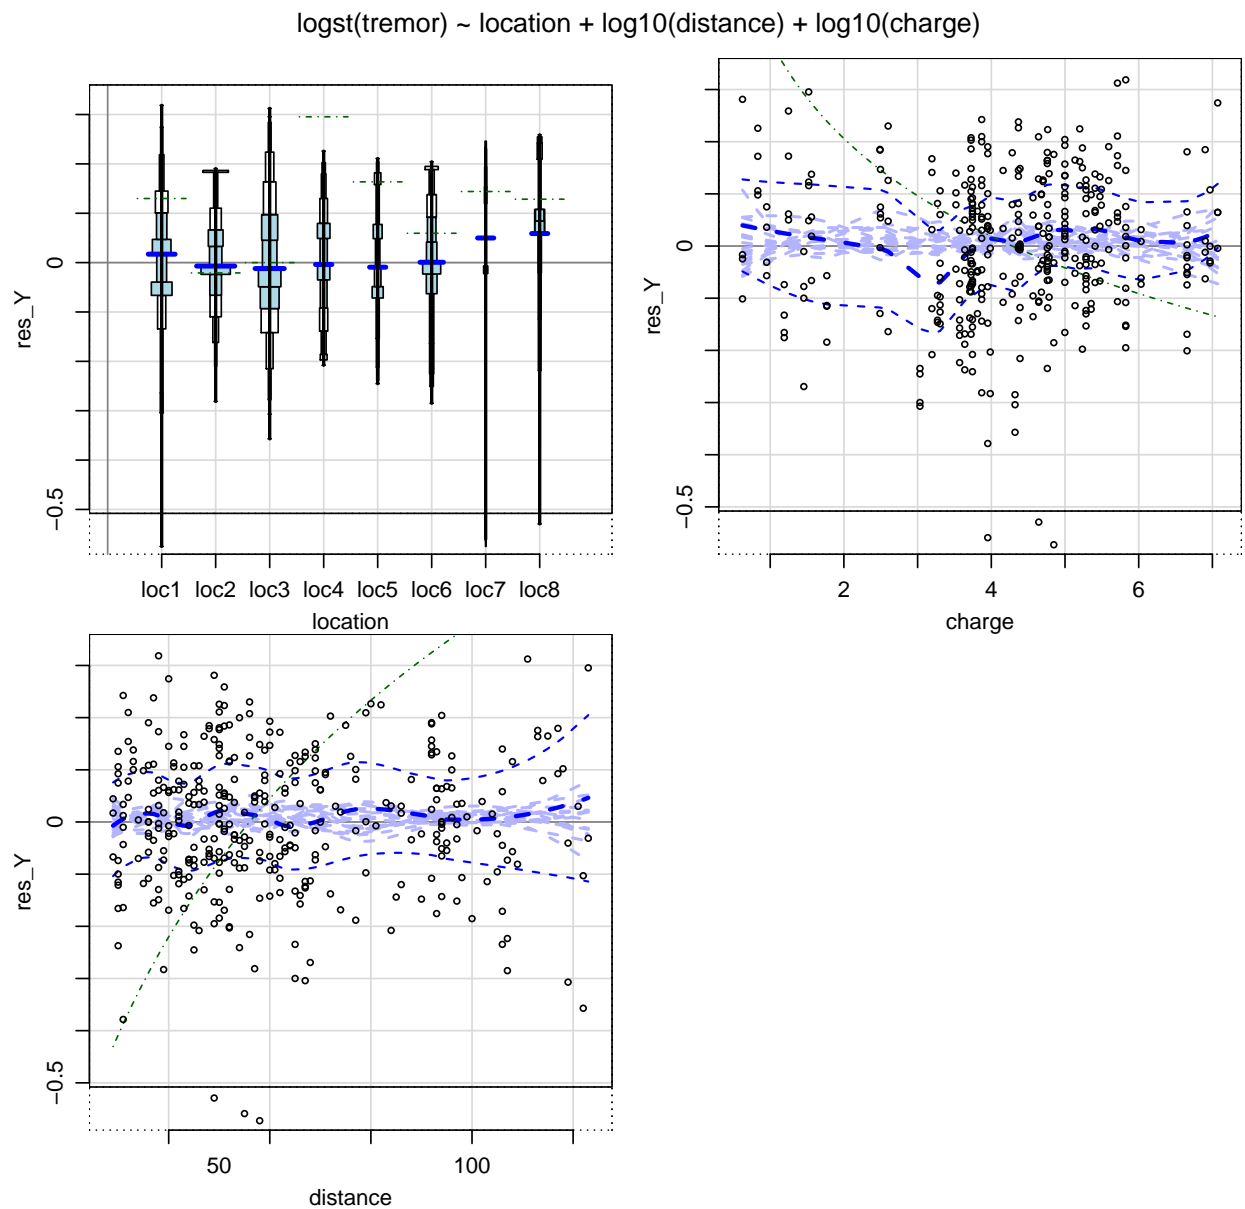 logst(tremor) ~ location + log10(distance) + log10(charge)
res_Y
0
−0.5
loc1 loc2 loc3 loc4 loc5 loc6 loc7 loc8
location
res_Y
0
−0.5
2 4 6
charge
res_Y
0
−0.5
50 100
distance